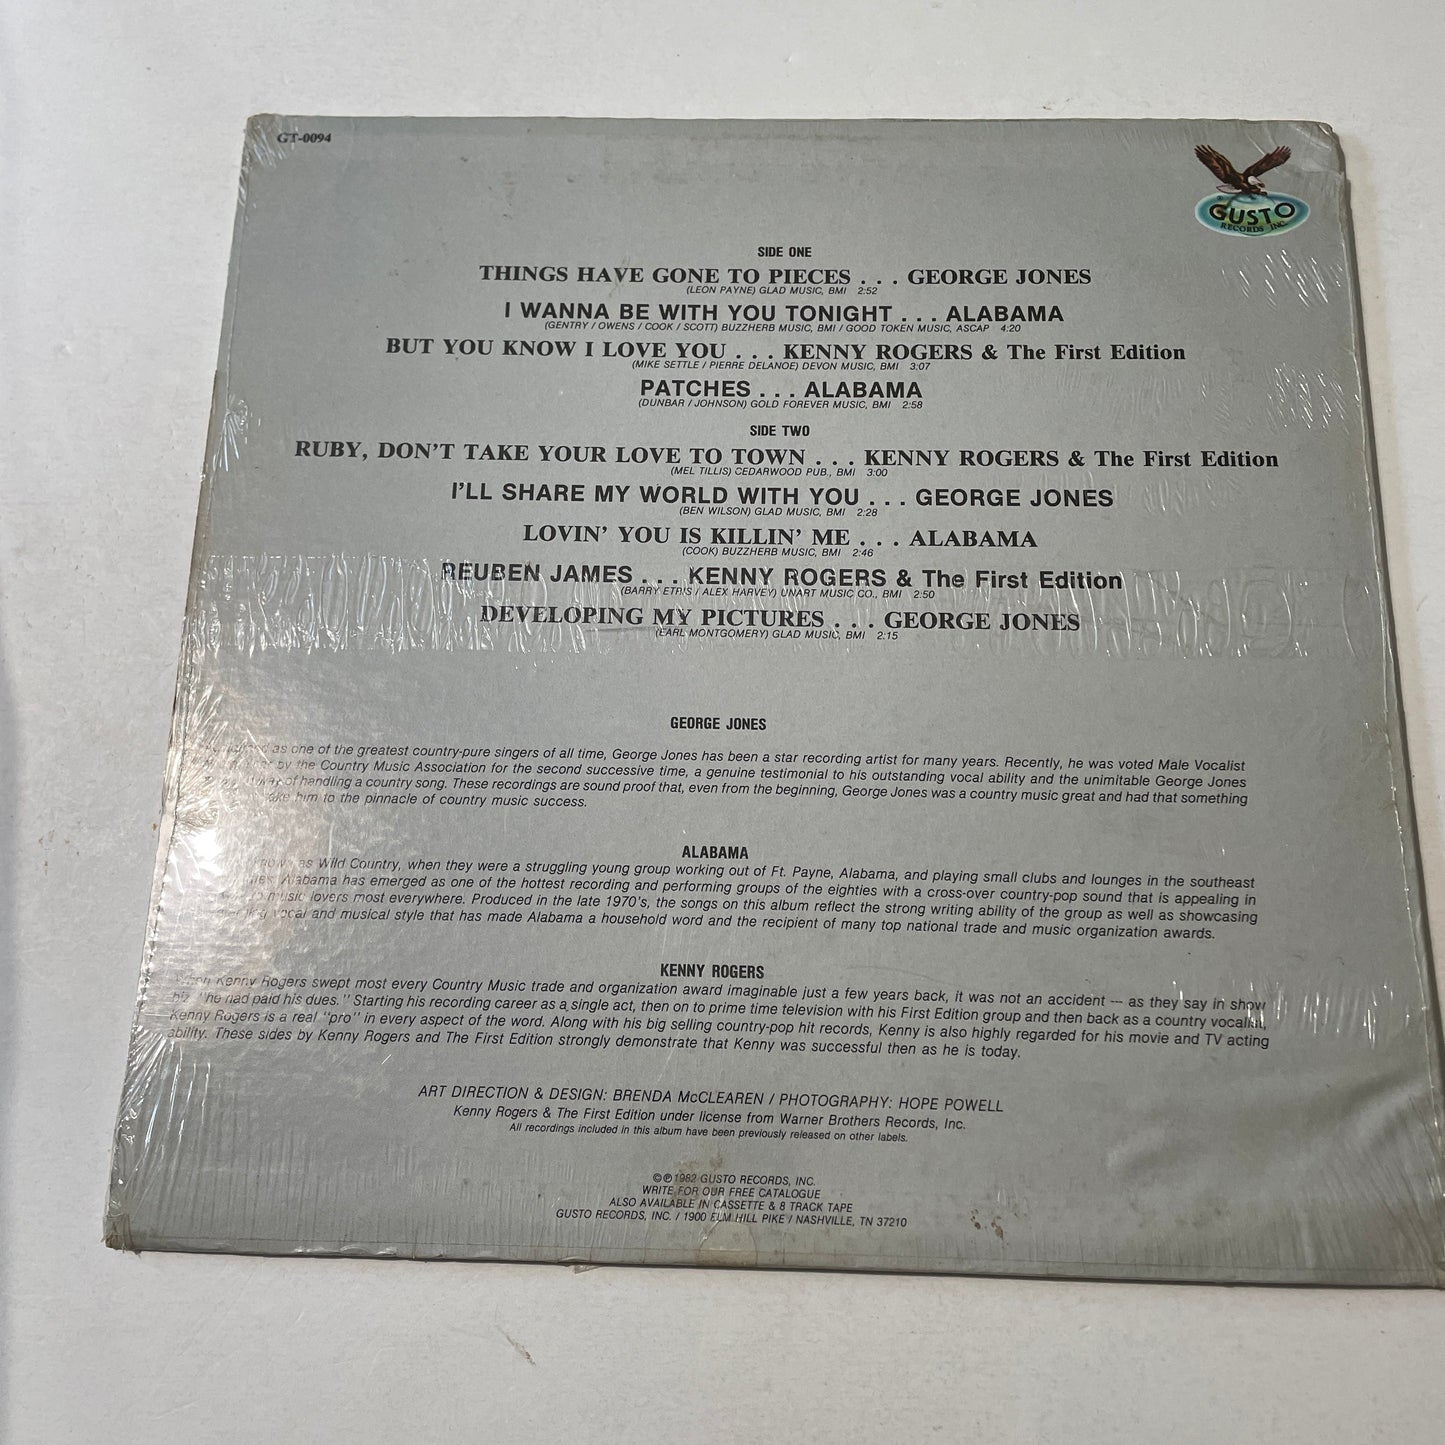 GT-0094
GUSTO
RECORDS INC.
SIDE ONE
THINGS HAVE GONE TO PIECES . . . GEORGE JONES
(LEON PAYNE) GLAD MUSIC, BMI 2:52
I WANNA BE WITH YOU TONIGHT . . . ALABAMA
(GENTRY / OWENS / COOK / SCOTT) BUZZHERB MUSIC, BMI / GOOD TOKEN MUSIC, ASCAP 4:20
BUT YOU KNOW I LOVE YOU . . . KENNY ROGERS & The First Edition
(MIKE SETTLE / PIERRE DELANOE) DEVON MUSIC, BMI 3:07
PATCHES . . . ALABAMA
(DUNBAR / JOHNSON) GOLD FOREVER MUSIC, BMI 2:58
SIDE TWO
RUBY, DON'T TAKE YOUR LOVE TO TOWN . . . KENNY ROGERS & The First Edition
(MEL TILLIS) CEDARWOOD PUB., BMI 3:00
I'LL SHARE MY WORLD WITH YOU . . . GEORGE JONES
(BEN WILSON) GLAD MUSIC, BMI 2:28
LOVIN' YOU IS KILLIN' ME . . . ALABAMA
(COOK) BUZZHERB MUSIC, BMI 2:46
REUBEN JAMES . . . KENNY ROGERS & The First Edition
(BARRY ETRIS / ALEX HARVEY) UNART MUSIC CO., BMI 2:50
DEVELOPING MY PICTURES . . . GEORGE JONES
(EARL MONTGOMERY) GLAD MUSIC, BMI 2:15
GEORGE JONES
as one of the greatest country-pure singers of all time, George Jones has been a star recording artist for many years. Recently, he was voted Male Vocalist
by the Country Music Association for the second successive time, a genuine testimonial to his outstanding vocal ability and the unimitable George Jones
way of handling a country song. These recordings are sound proof that, even from the beginning, George Jones was a country music great and had that something
him to the pinnacle of country music success.
ALABAMA
as Wild Country, when they were a struggling young group working out of Ft. Payne, Alabama, and playing small clubs and lounges in the southeast
Alabama has emerged as one of the hottest recording and performing groups of the eighties with a cross-over country-pop sound that is appealing in
to music lovers most everywhere. Produced in the late 1970's, the songs on this album reflect the strong writing ability of the group as well as showcasing
vocal and musical style that has made Alabama a household word and the recipient of many top national trade and music organization awards.
KENNY ROGERS
When Kenny Rogers swept most every Country Music trade and organization award imaginable just a few years back, it was not an accident --- as they say in show
biz "he had paid his dues." Starting his recording career as a single act, then on to prime time television with his First Edition group and then back as a country vocalist,
Kenny Rogers is a real "pro" in every aspect of the word. Along with his big selling country-pop hit records, Kenny is also highly regarded for his movie and TV acting
ability. These sides by Kenny Rogers and The First Edition strongly demonstrate that Kenny was successful then as he is today.
ART DIRECTION & DESIGN: BRENDA McCLEAREN / PHOTOGRAPHY: HOPE POWELL
Kenny Rogers & The First Edition under license from Warner Brothers Records, Inc.
All recordings included in this album have been previously released on other labels.
©℗1982 GUSTO RECORDS, INC.
WRITE FOR OUR FREE CATALOGUE
ALSO AVAILABLE IN CASSETTE & 8 TRACK TAPE
GUSTO RECORDS, INC. / 1900 ELM HILL PIKE / NASHVILLE, TN 37210